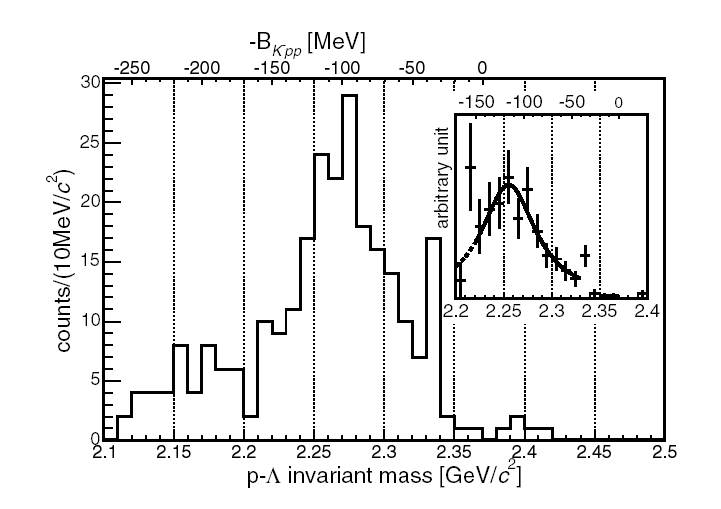 -B_{K⁻pp} [MeV]
-250 -200 -150 -100 -50 0
30
25
20
15
10
5
0
counts/(10MeV/c²)
2.1 2.15 2.2 2.25 2.3 2.35 2.4 2.45 2.5
p-Λ invariant mass [GeV/c²]
-150 -100 -50 0
arbitrary unit
2.2 2.25 2.3 2.35 2.4